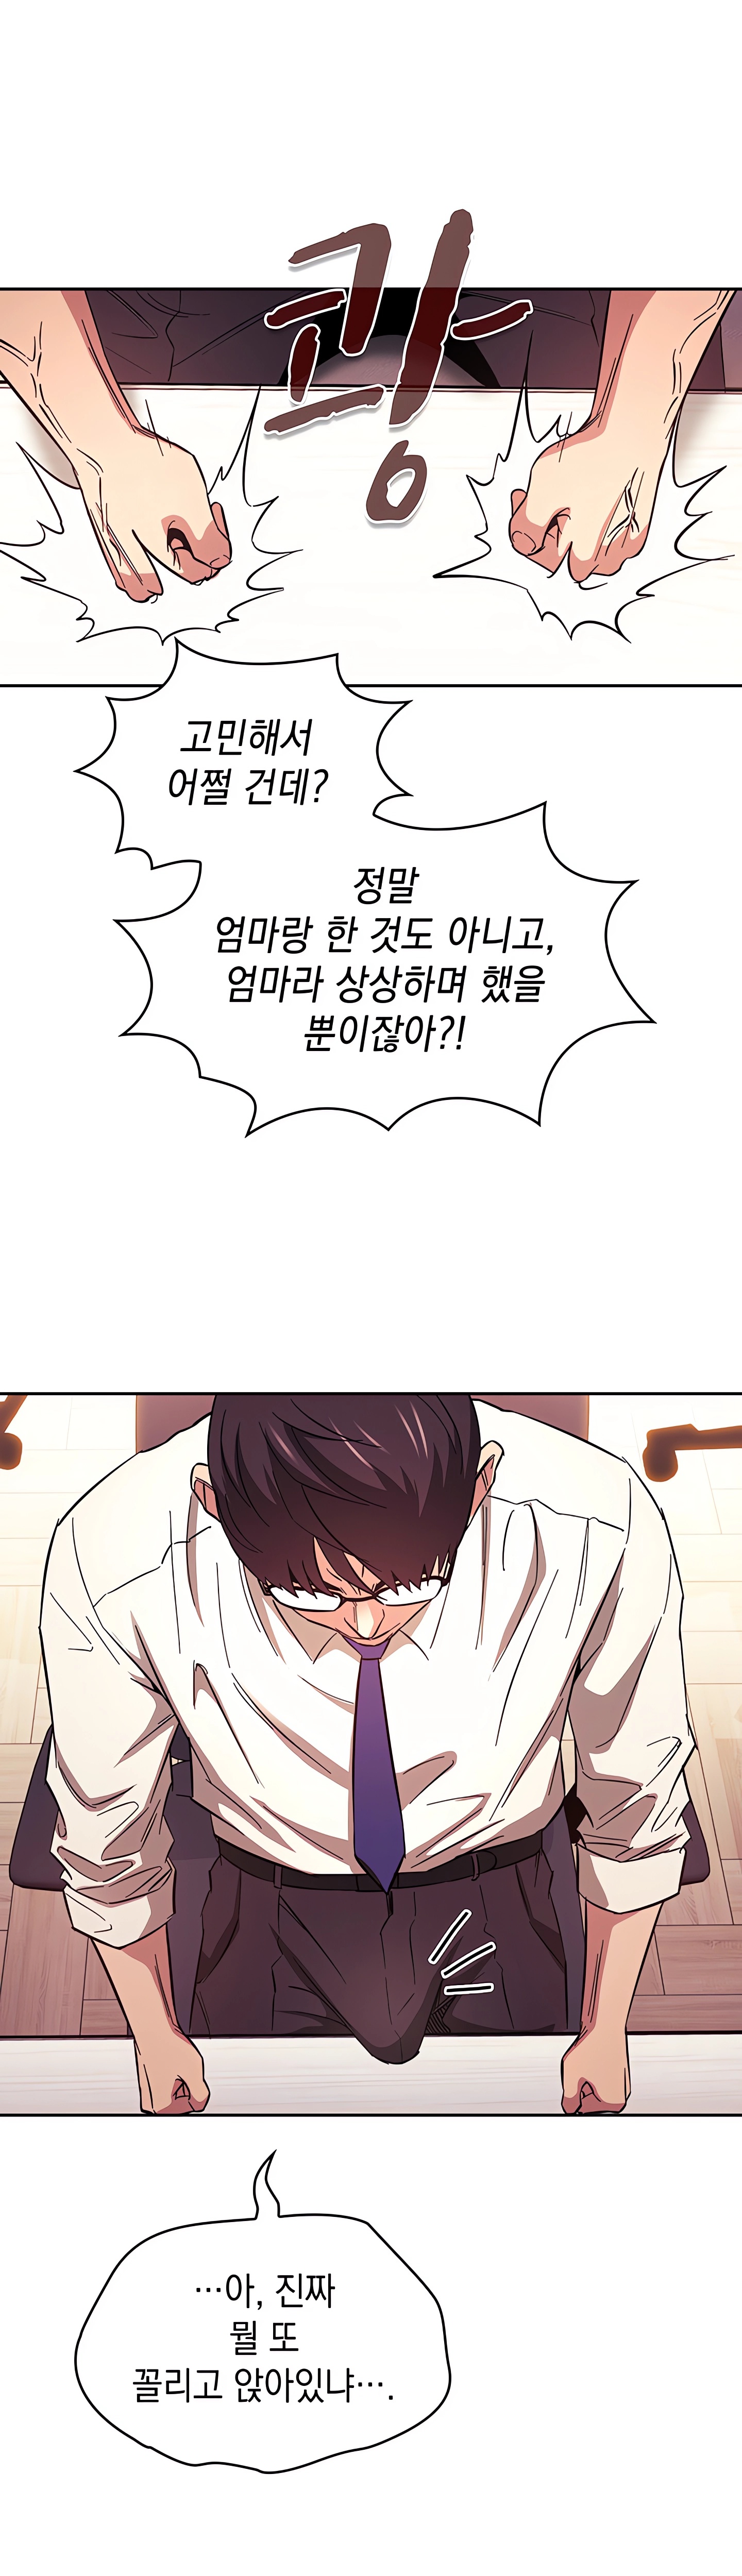 쾅
고민해서
어쩔 건데?
정말
엄마랑 한 것도 아니고,
엄마라 상상하며 했을
뿐이잖아?!
…아, 진짜
뭘 또
꼴리고 앉아있냐….